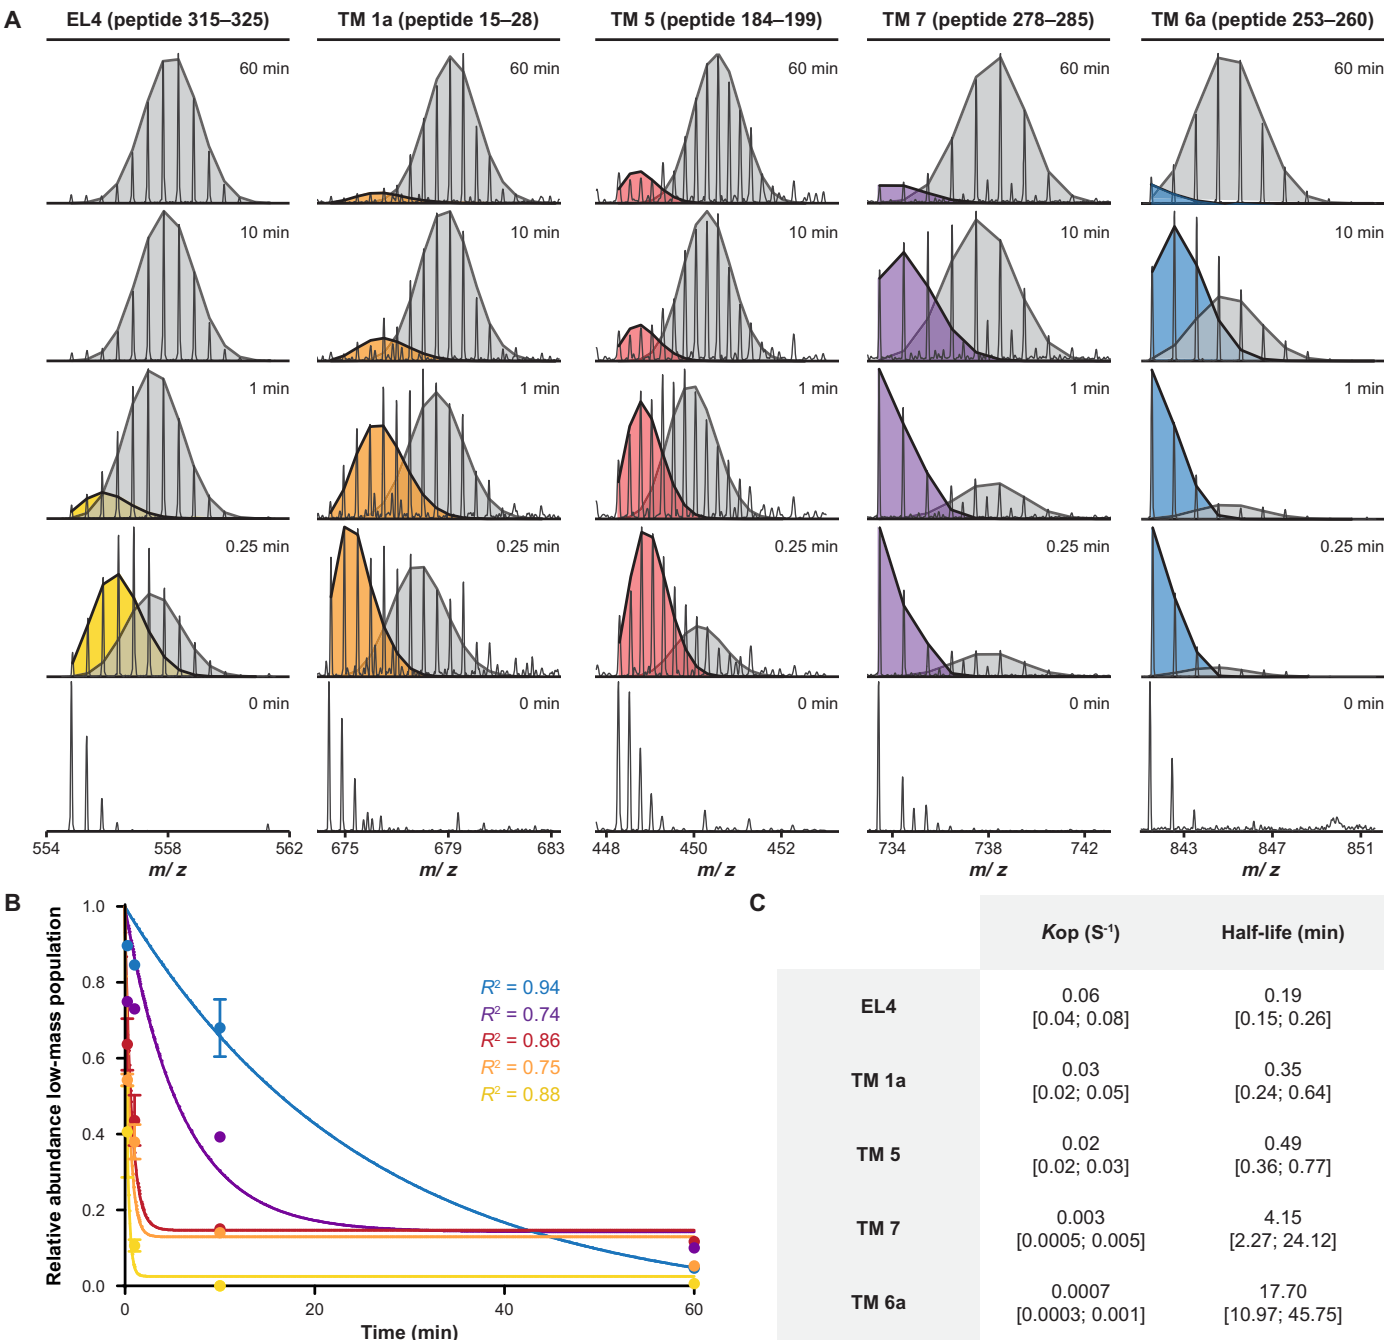 A
EL4 (peptide 315–325)
TM 1a (peptide 15–28)
TM 5 (peptide 184–199)
TM 7 (peptide 278–285)
TM 6a (peptide 253–260)
60 min
60 min
60 min
60 min
60 min
10 min
10 min
10 min
10 min
10 min
1 min
1 min
1 min
1 min
1 min
0.25 min
0.25 min
0.25 min
0.25 min
0.25 min
0 min
0 min
0 min
0 min
0 min
554 558 562
675 679 683
448 450 452
734 738 742
843 847 851
m/ z
m/ z
m/ z
m/ z
m/ z
B
Relative abundance low-mass population
1.0
0.8
0.6
0.4
0.2
0.0
0 20 40 60
Time (min)
R² = 0.94
R² = 0.74
R² = 0.86
R² = 0.75
R² = 0.88
C
Kop (S⁻¹) Half-life (min)
EL4 0.06 0.19
[0.04; 0.08] [0.15; 0.26]
TM 1a 0.03 0.35
[0.02; 0.05] [0.24; 0.64]
TM 5 0.02 0.49
[0.02; 0.03] [0.36; 0.77]
TM 7 0.003 4.15
[0.0005; 0.005] [2.27; 24.12]
TM 6a 0.0007 17.70
[0.0003; 0.001] [10.97; 45.75]